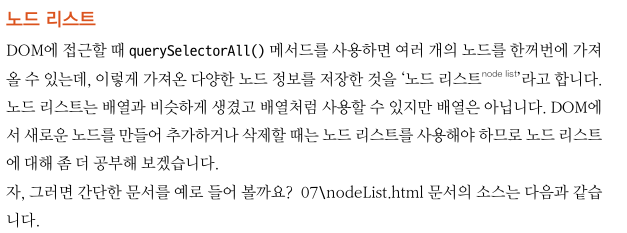 노드 리스트
DOM에 접근할 때 querySelectorAll() 메서드를 사용하면 여러 개의 노드를 한꺼번에 가져
올 수 있는데, 이렇게 가져온 다양한 노드 정보를 저장한 것을 ‘노드 리스트node list’라고 합니다.
노드 리스트는 배열과 비슷하게 생겼고 배열처럼 사용할 수 있지만 배열은 아닙니다. DOM에
서 새로운 노드를 만들어 추가하거나 삭제할 때는 노드 리스트를 사용해야 하므로 노드 리스트
에 대해 좀 더 공부해 보겠습니다.
자, 그러면 간단한 문서를 예로 들어 볼까요? 07\nodeList.html 문서의 소스는 다음과 같습
니다.